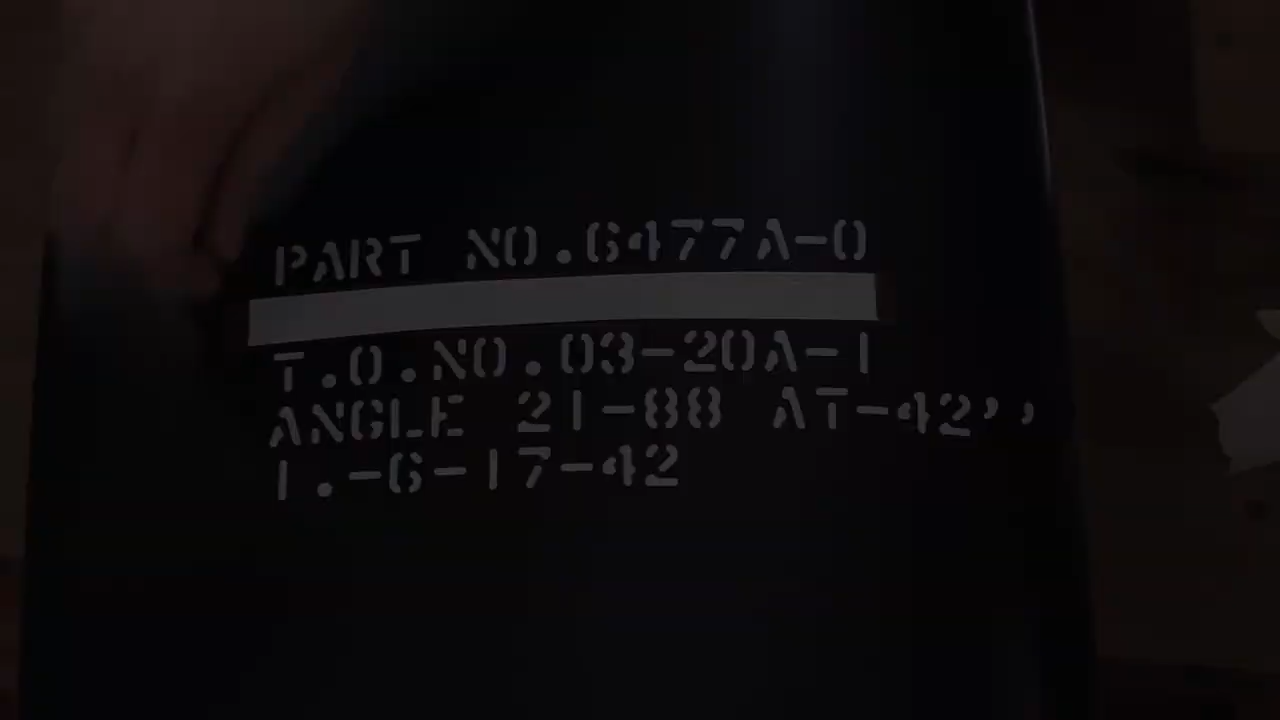 PART NO.6477A-0
T.O.NO.03-20A-1
ANGLE 21-88 AT-42’’
1.-6-17-42